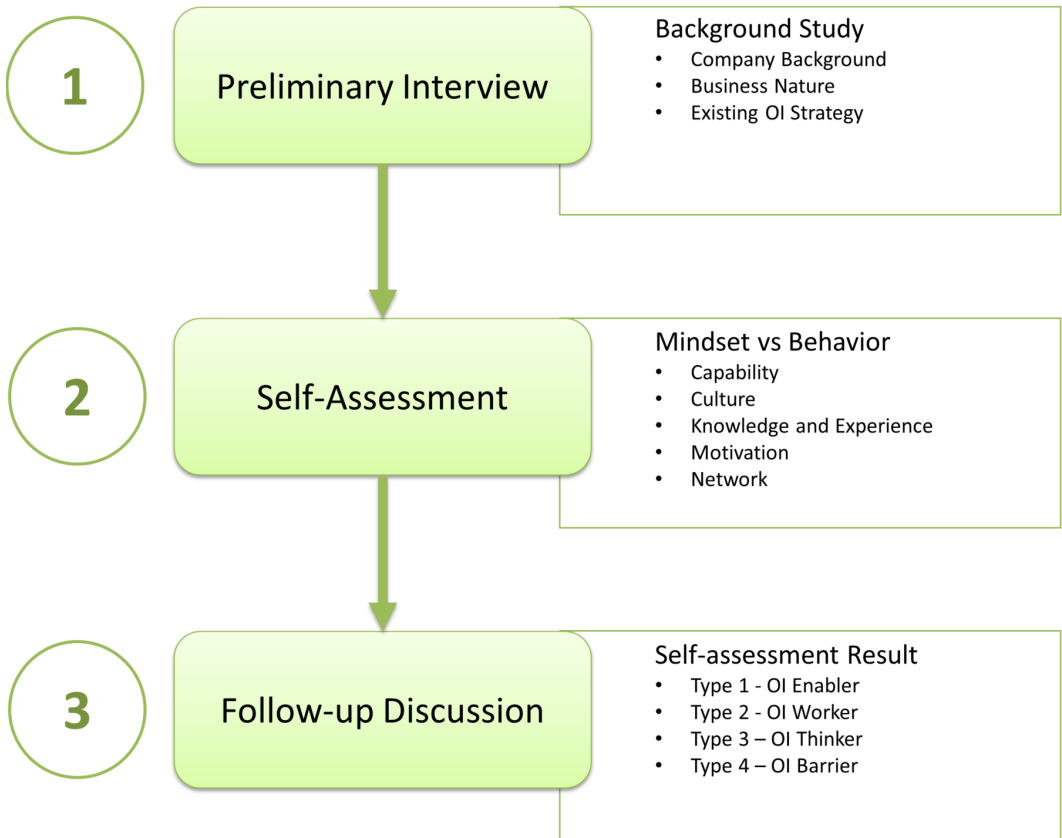 1
Preliminary Interview
Background Study
• Company Background
• Business Nature
• Existing OI Strategy
2
Self-Assessment
Mindset vs Behavior
• Capability
• Culture
• Knowledge and Experience
• Motivation
• Network
3
Follow-up Discussion
Self-assessment Result
• Type 1 - OI Enabler
• Type 2 - OI Worker
• Type 3 – OI Thinker
• Type 4 – OI Barrier